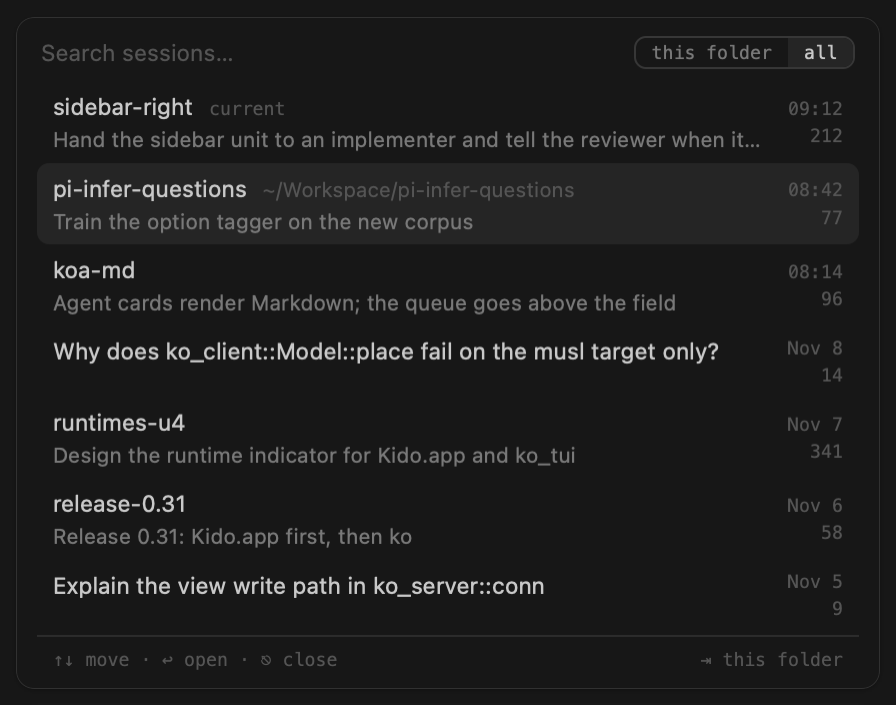 Search sessions... this folder all
sidebar-right current 09:12
Hand the sidebar unit to an implementer and tell the reviewer when it... 212
pi-infer-questions ~/Workspace/pi-infer-questions 08:42
Train the option tagger on the new corpus 77
koa-md 08:14
Agent cards render Markdown; the queue goes above the field 96
Why does ko_client::Model::place fail on the musl target only? Nov 8
14
runtimes-u4 Nov 7
Design the runtime indicator for Kido.app and ko_tui 341
release-0.31 Nov 6
Release 0.31: Kido.app first, then ko 58
Explain the view write path in ko_server::conn Nov 5
9
↑↓ move · ↩ open · ⎋ close ⇥ this folder